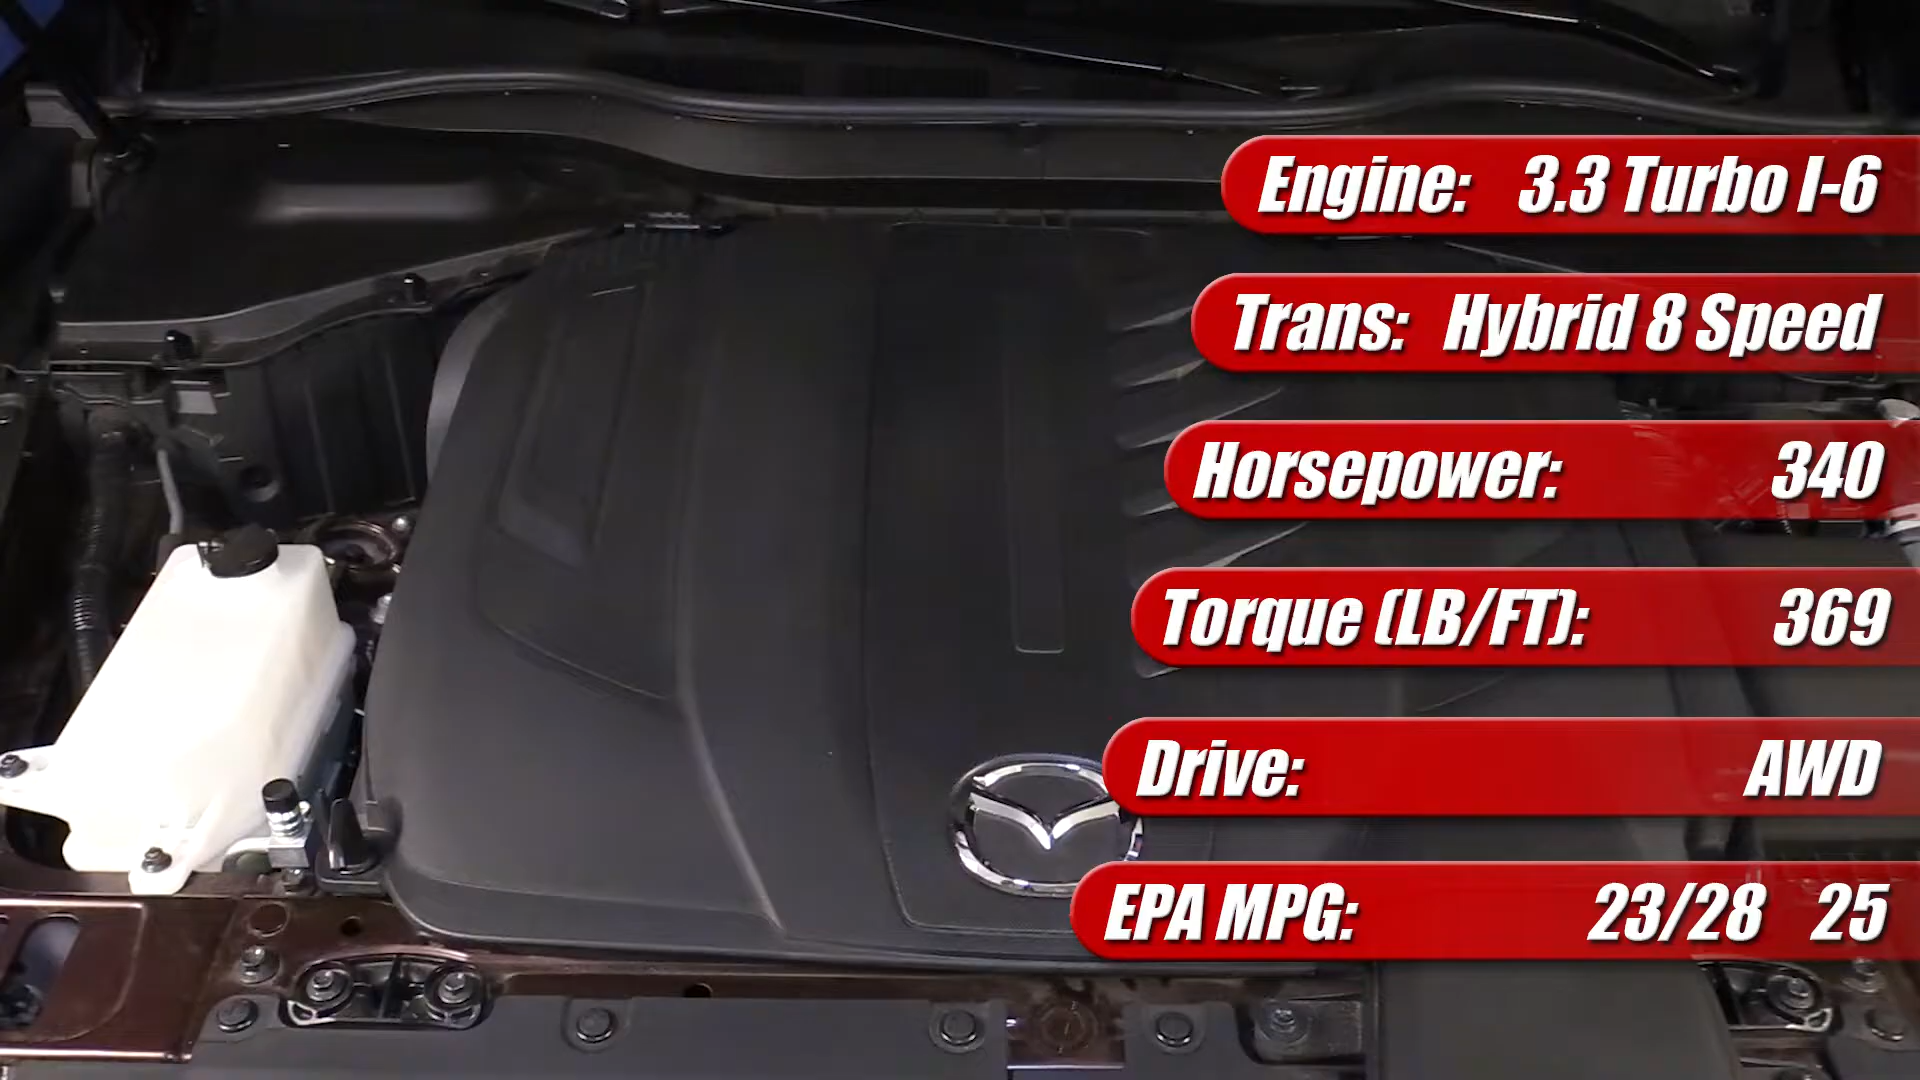 Engine: 3.3 Turbo I-6
Trans: Hybrid 8 Speed
Horsepower: 340
Torque (LB/FT): 369
Drive: AWD
EPA MPG: 23/28 25